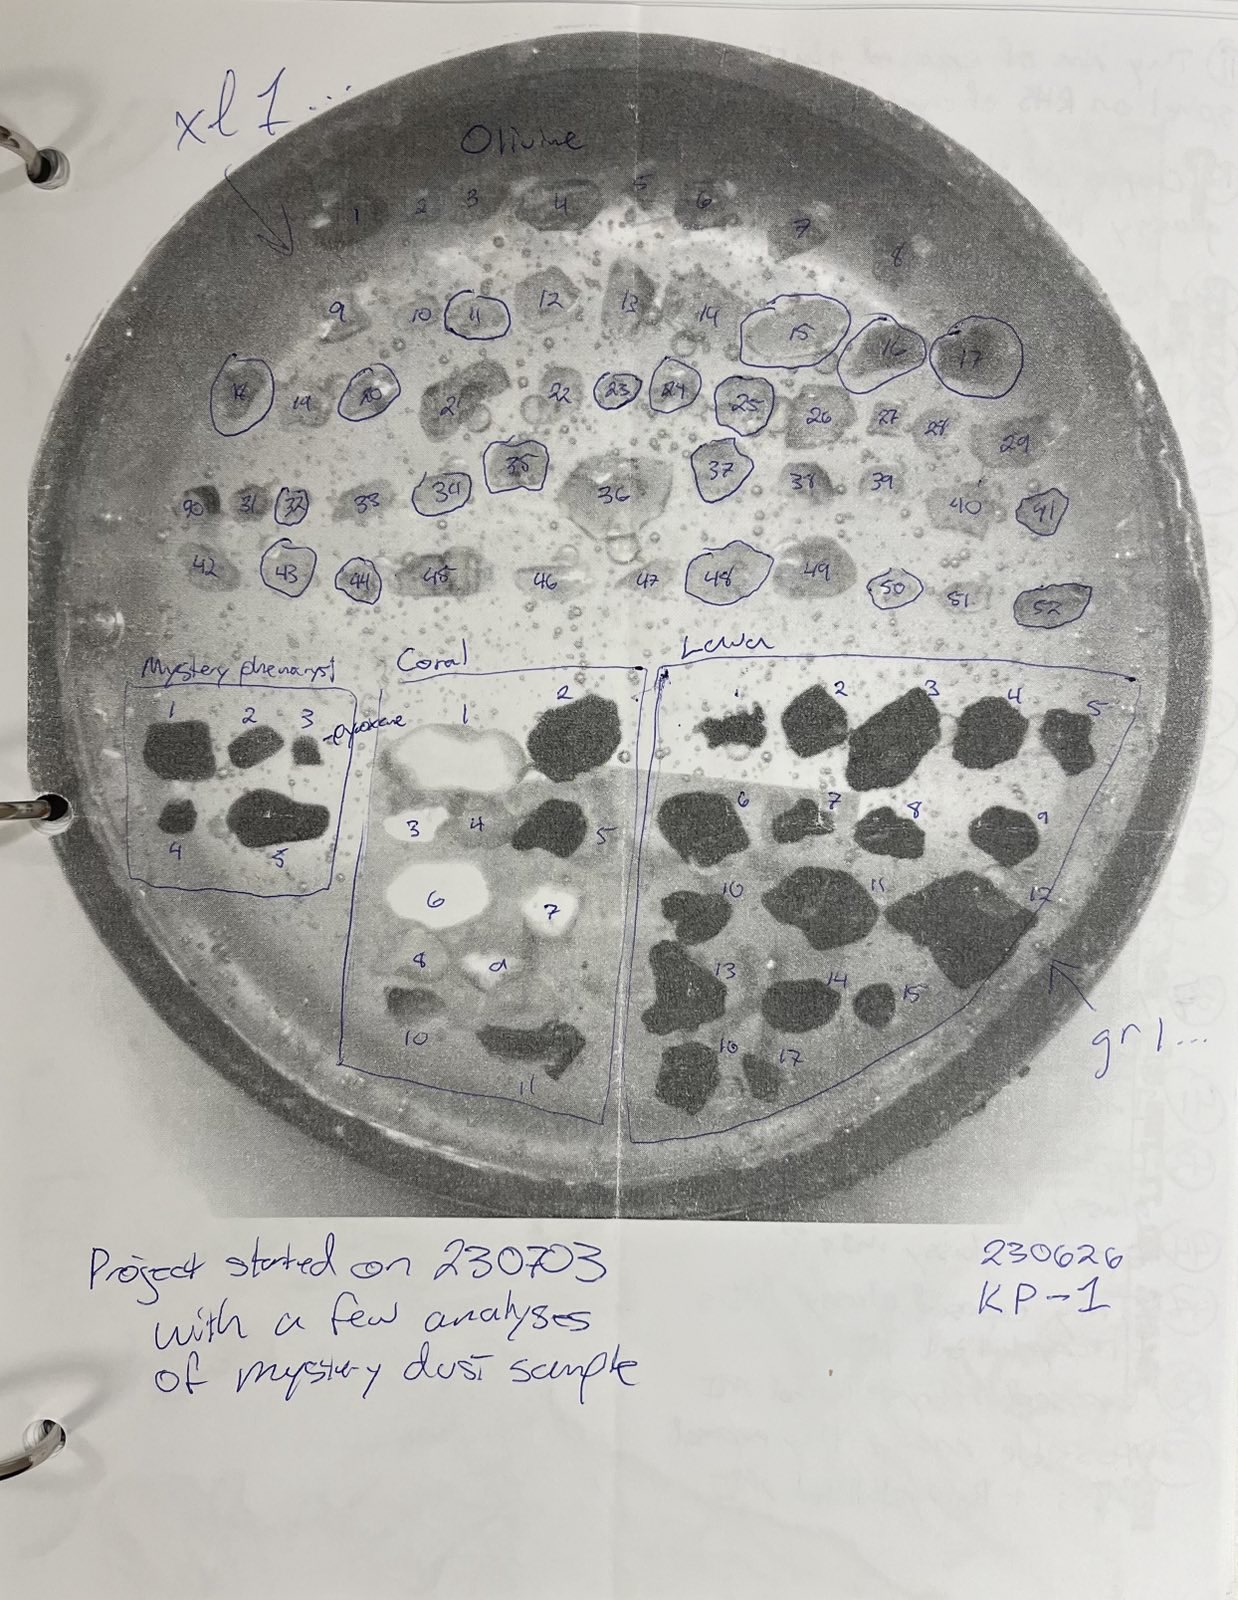 xl 1...
Olivine
1 2 3 4 5 6 7 8
9 10 11 12 13 14 15 16 17
18 19 20 21 22 23 24 25 26 27 28 29
30 31 32 33 34 35 36 37 38 39 40 41
42 43 44 45 46 47 48 49 50 51 52
Mystery phenocryst
1 2 3
4 5
Coral
1 2
3 4 5
6 7
8 9
10
11
Lava
1 2 3 4 5
6 7 8 9
10 11 12
13 14 15
16 17
gr 1...
Project started on 230703
with a few analyses
of mystery dust sample
230626
KP-1